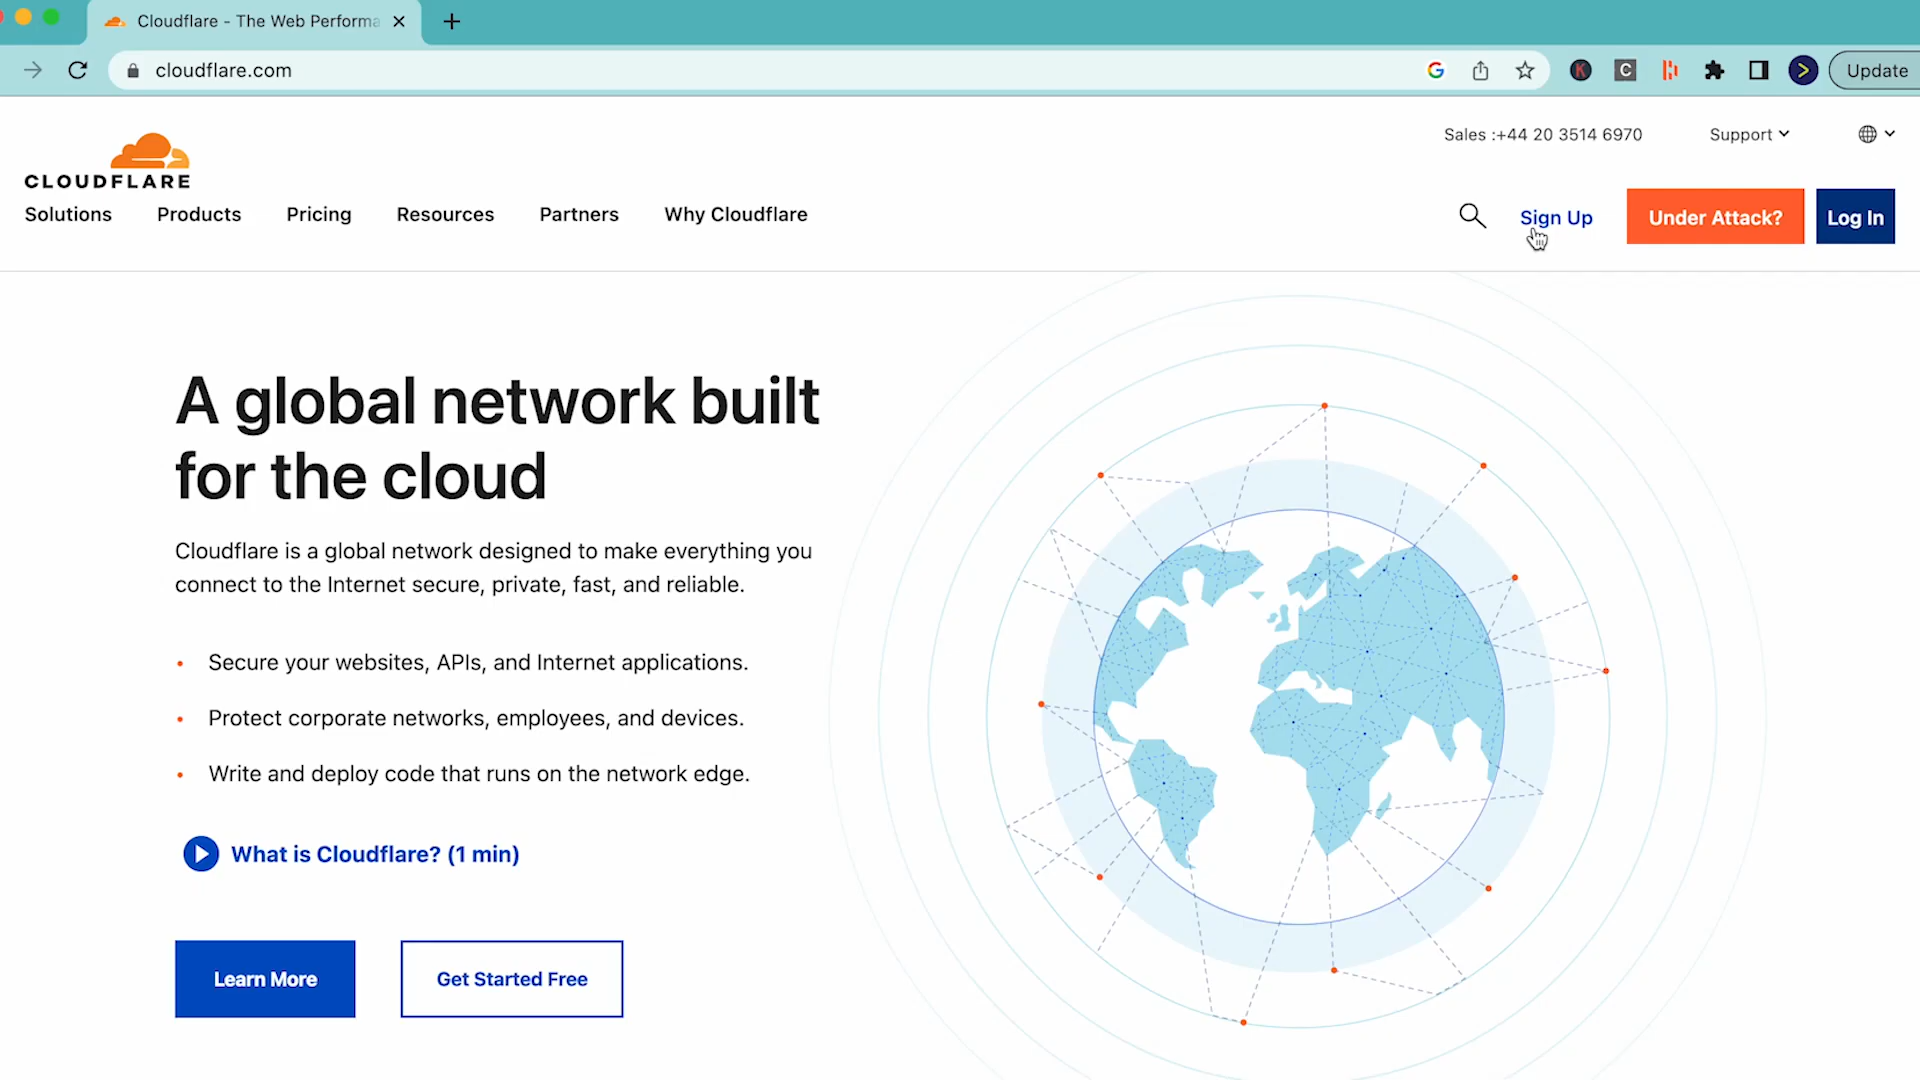 Cloudflare - The Web Performa
cloudflare.com
K
C
Update
Sales :+44 20 3514 6970
Support
CLOUDFLARE
Solutions
Products
Pricing
Resources
Partners
Why Cloudflare
Sign Up
Under Attack?
Log In
A global network built
for the cloud
Cloudflare is a global network designed to make everything you
connect to the Internet secure, private, fast, and reliable.
• Secure your websites, APIs, and Internet applications.
• Protect corporate networks, employees, and devices.
• Write and deploy code that runs on the network edge.
What is Cloudflare? (1 min)
Learn More
Get Started Free